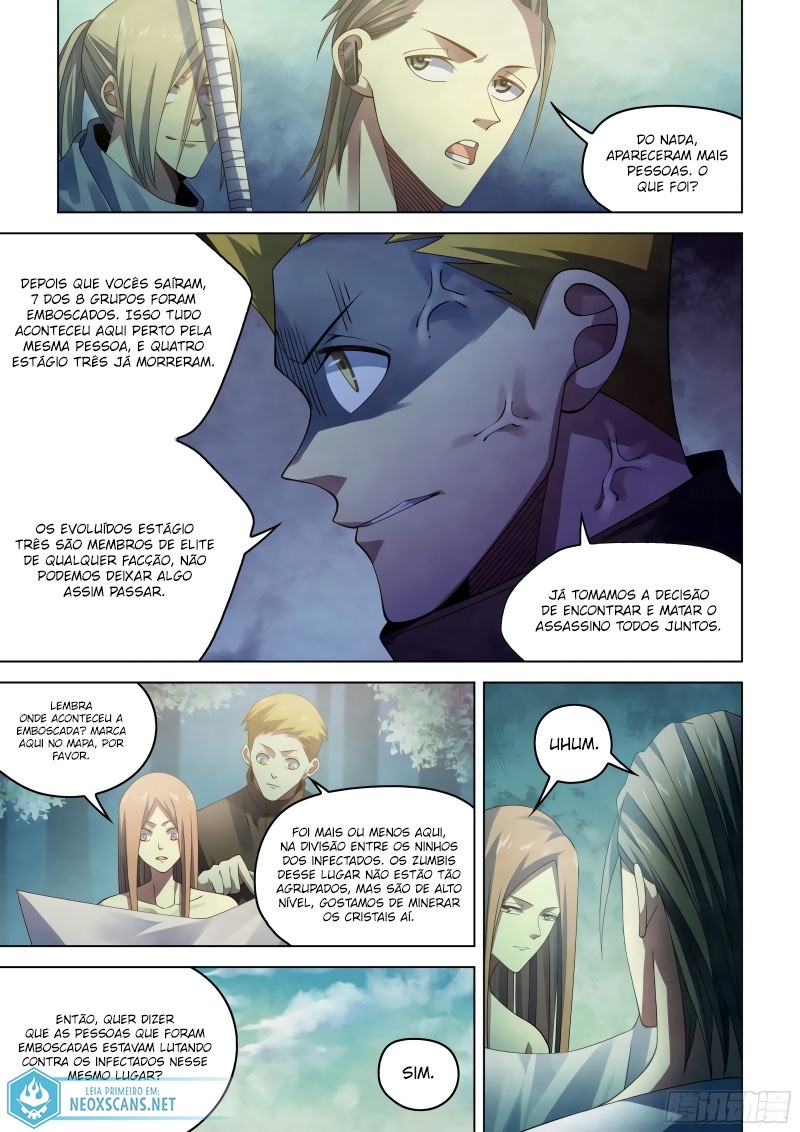 DO NADA,
APARECERAM MAIS
PESSOAS. O
QUE FOI?
DEPOIS QUE VOCÊS SAÍRAM,
7 DOS 8 GRUPOS FORAM
EMBOSCADOS. ISSO TUDO
ACONTECEU AQUI PERTO PELA
MESMA PESSOA, E QUATRO
ESTÁGIO TRÊS JÁ MORRERAM.
OS EVOLUÍDOS ESTÁGIO
TRÊS SÃO MEMBROS DE ELITE
DE QUALQUER FACÇÃO, NÃO
PODEMOS DEIXAR ALGO
ASSIM PASSAR.
JÁ TOMAMOS A DECISÃO
DE ENCONTRAR E MATAR O
ASSASSINO TODOS JUNTOS.
LEMBRA
ONDE ACONTECEU A
EMBOSCADA? MARCA
AQUI NO MAPA, POR
FAVOR.
FOI MAIS OU MENOS AQUI,
NA DIVISÃO ENTRE OS NINHOS
DOS INFECTADOS. OS ZUMBIS
DESSE LUGAR NÃO ESTÃO TÃO
AGRUPADOS, MAS SÃO DE ALTO
NÍVEL, GOSTAMOS DE MINERAR
OS CRISTAIS AÍ.
UHUM.
ENTÃO, QUER DIZER
QUE AS PESSOAS QUE FORAM
EMBOSCADAS ESTAVAM LUTANDO
CONTRA OS INFECTADOS NESSE
MESMO LUGAR?
SIM.
LEIA PRIMEIRO EM:
NEOXSCANS.NET
腾讯动漫